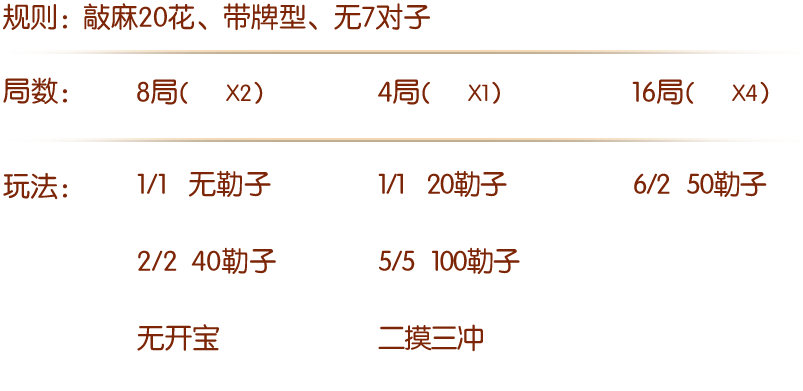 规则: 敲麻20花、带牌型、无7对子
局数: 8局( X2) 4局( X1) 16局( X4)
玩法: 1/1 无勒子 1/1 20勒子 6/2 50勒子
2/2 40勒子 5/5 100勒子
无开宝 二摸三冲